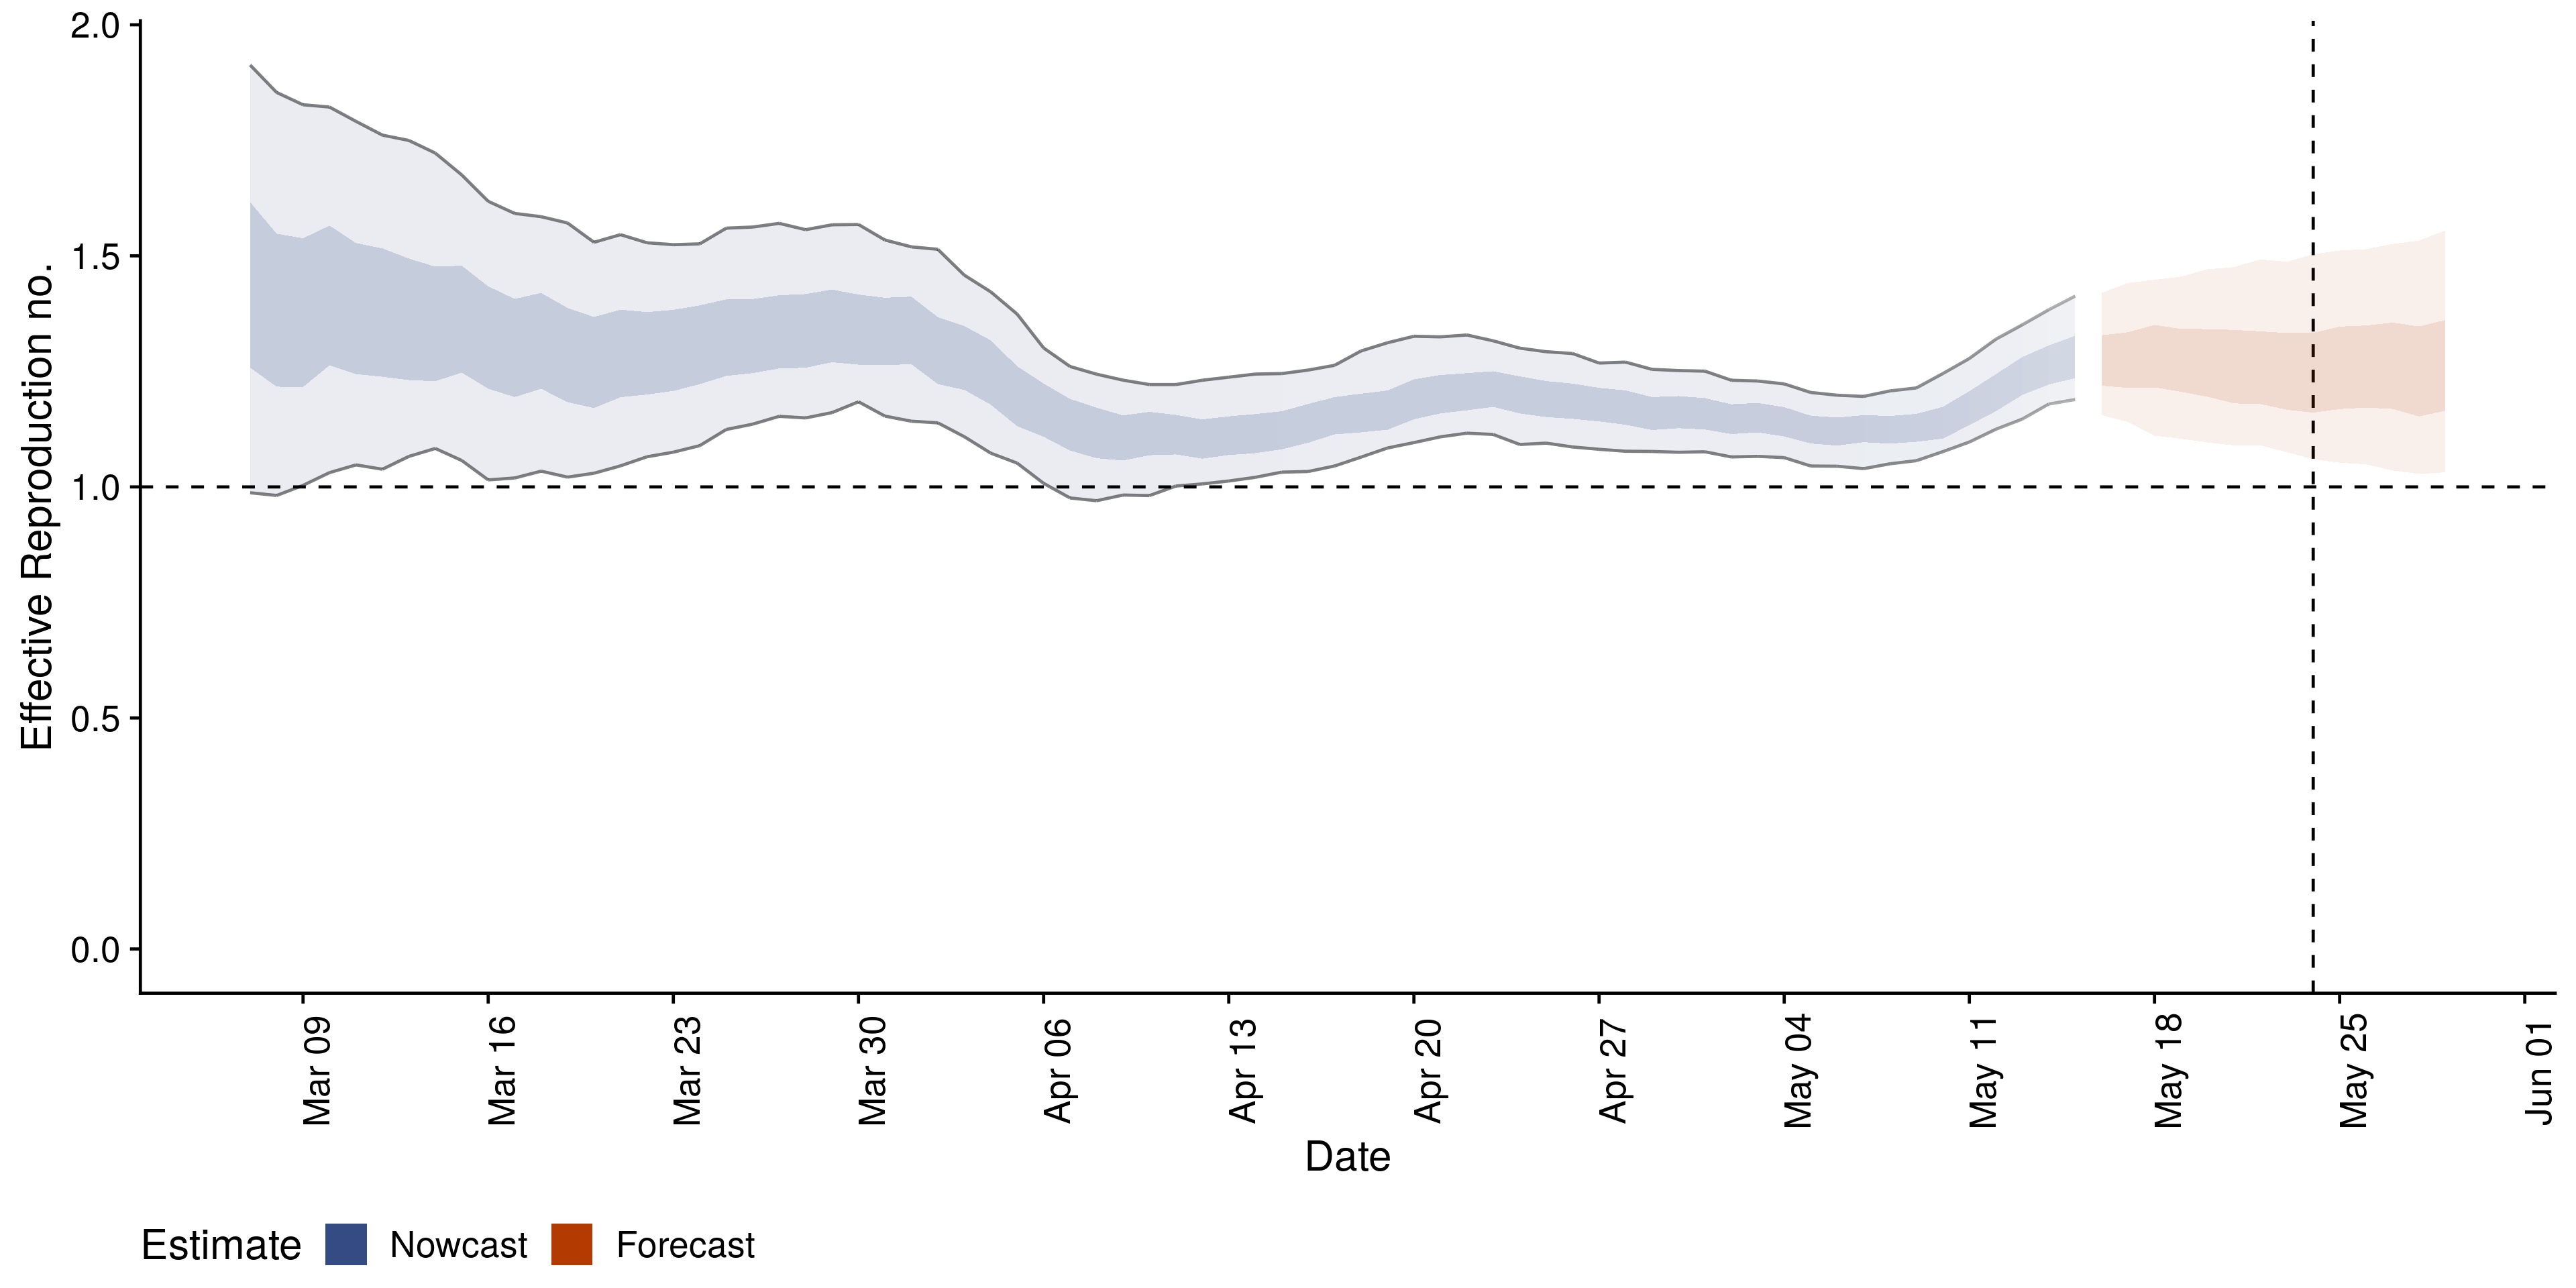 Effective Reproduction no.
2.0
1.5
1.0
0.5
0.0
Mar 09
Mar 16
Mar 23
Mar 30
Apr 06
Apr 13
Apr 20
Apr 27
May 04
May 11
May 18
May 25
Jun 01
Date
Estimate Nowcast Forecast